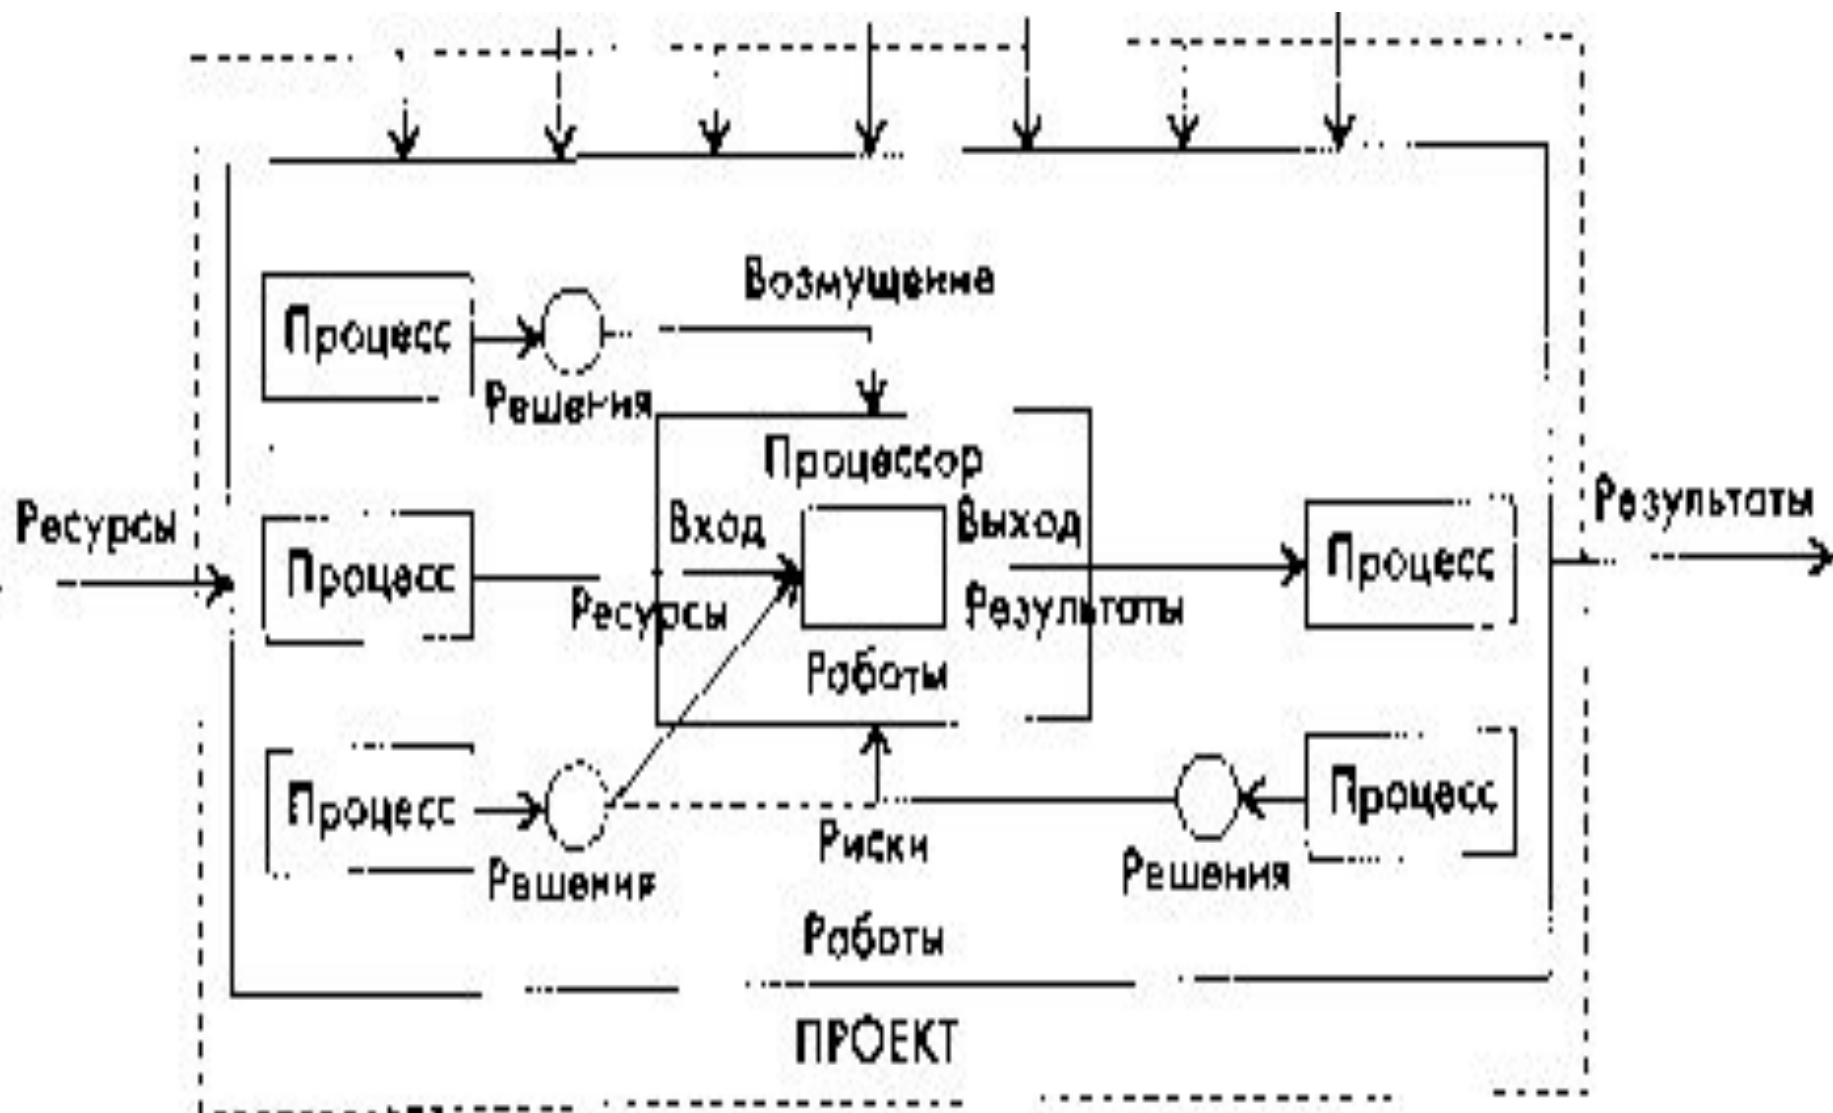 Возмущение
Процесс
Решения
Процессор
Ресурсы
Вход
Выход
Результаты
Процесс
Процесс
Ресурсы
Результаты
Работы
Процесс
Процесс
Риски
Решения
Решения
Работы
ПРОЕКТ